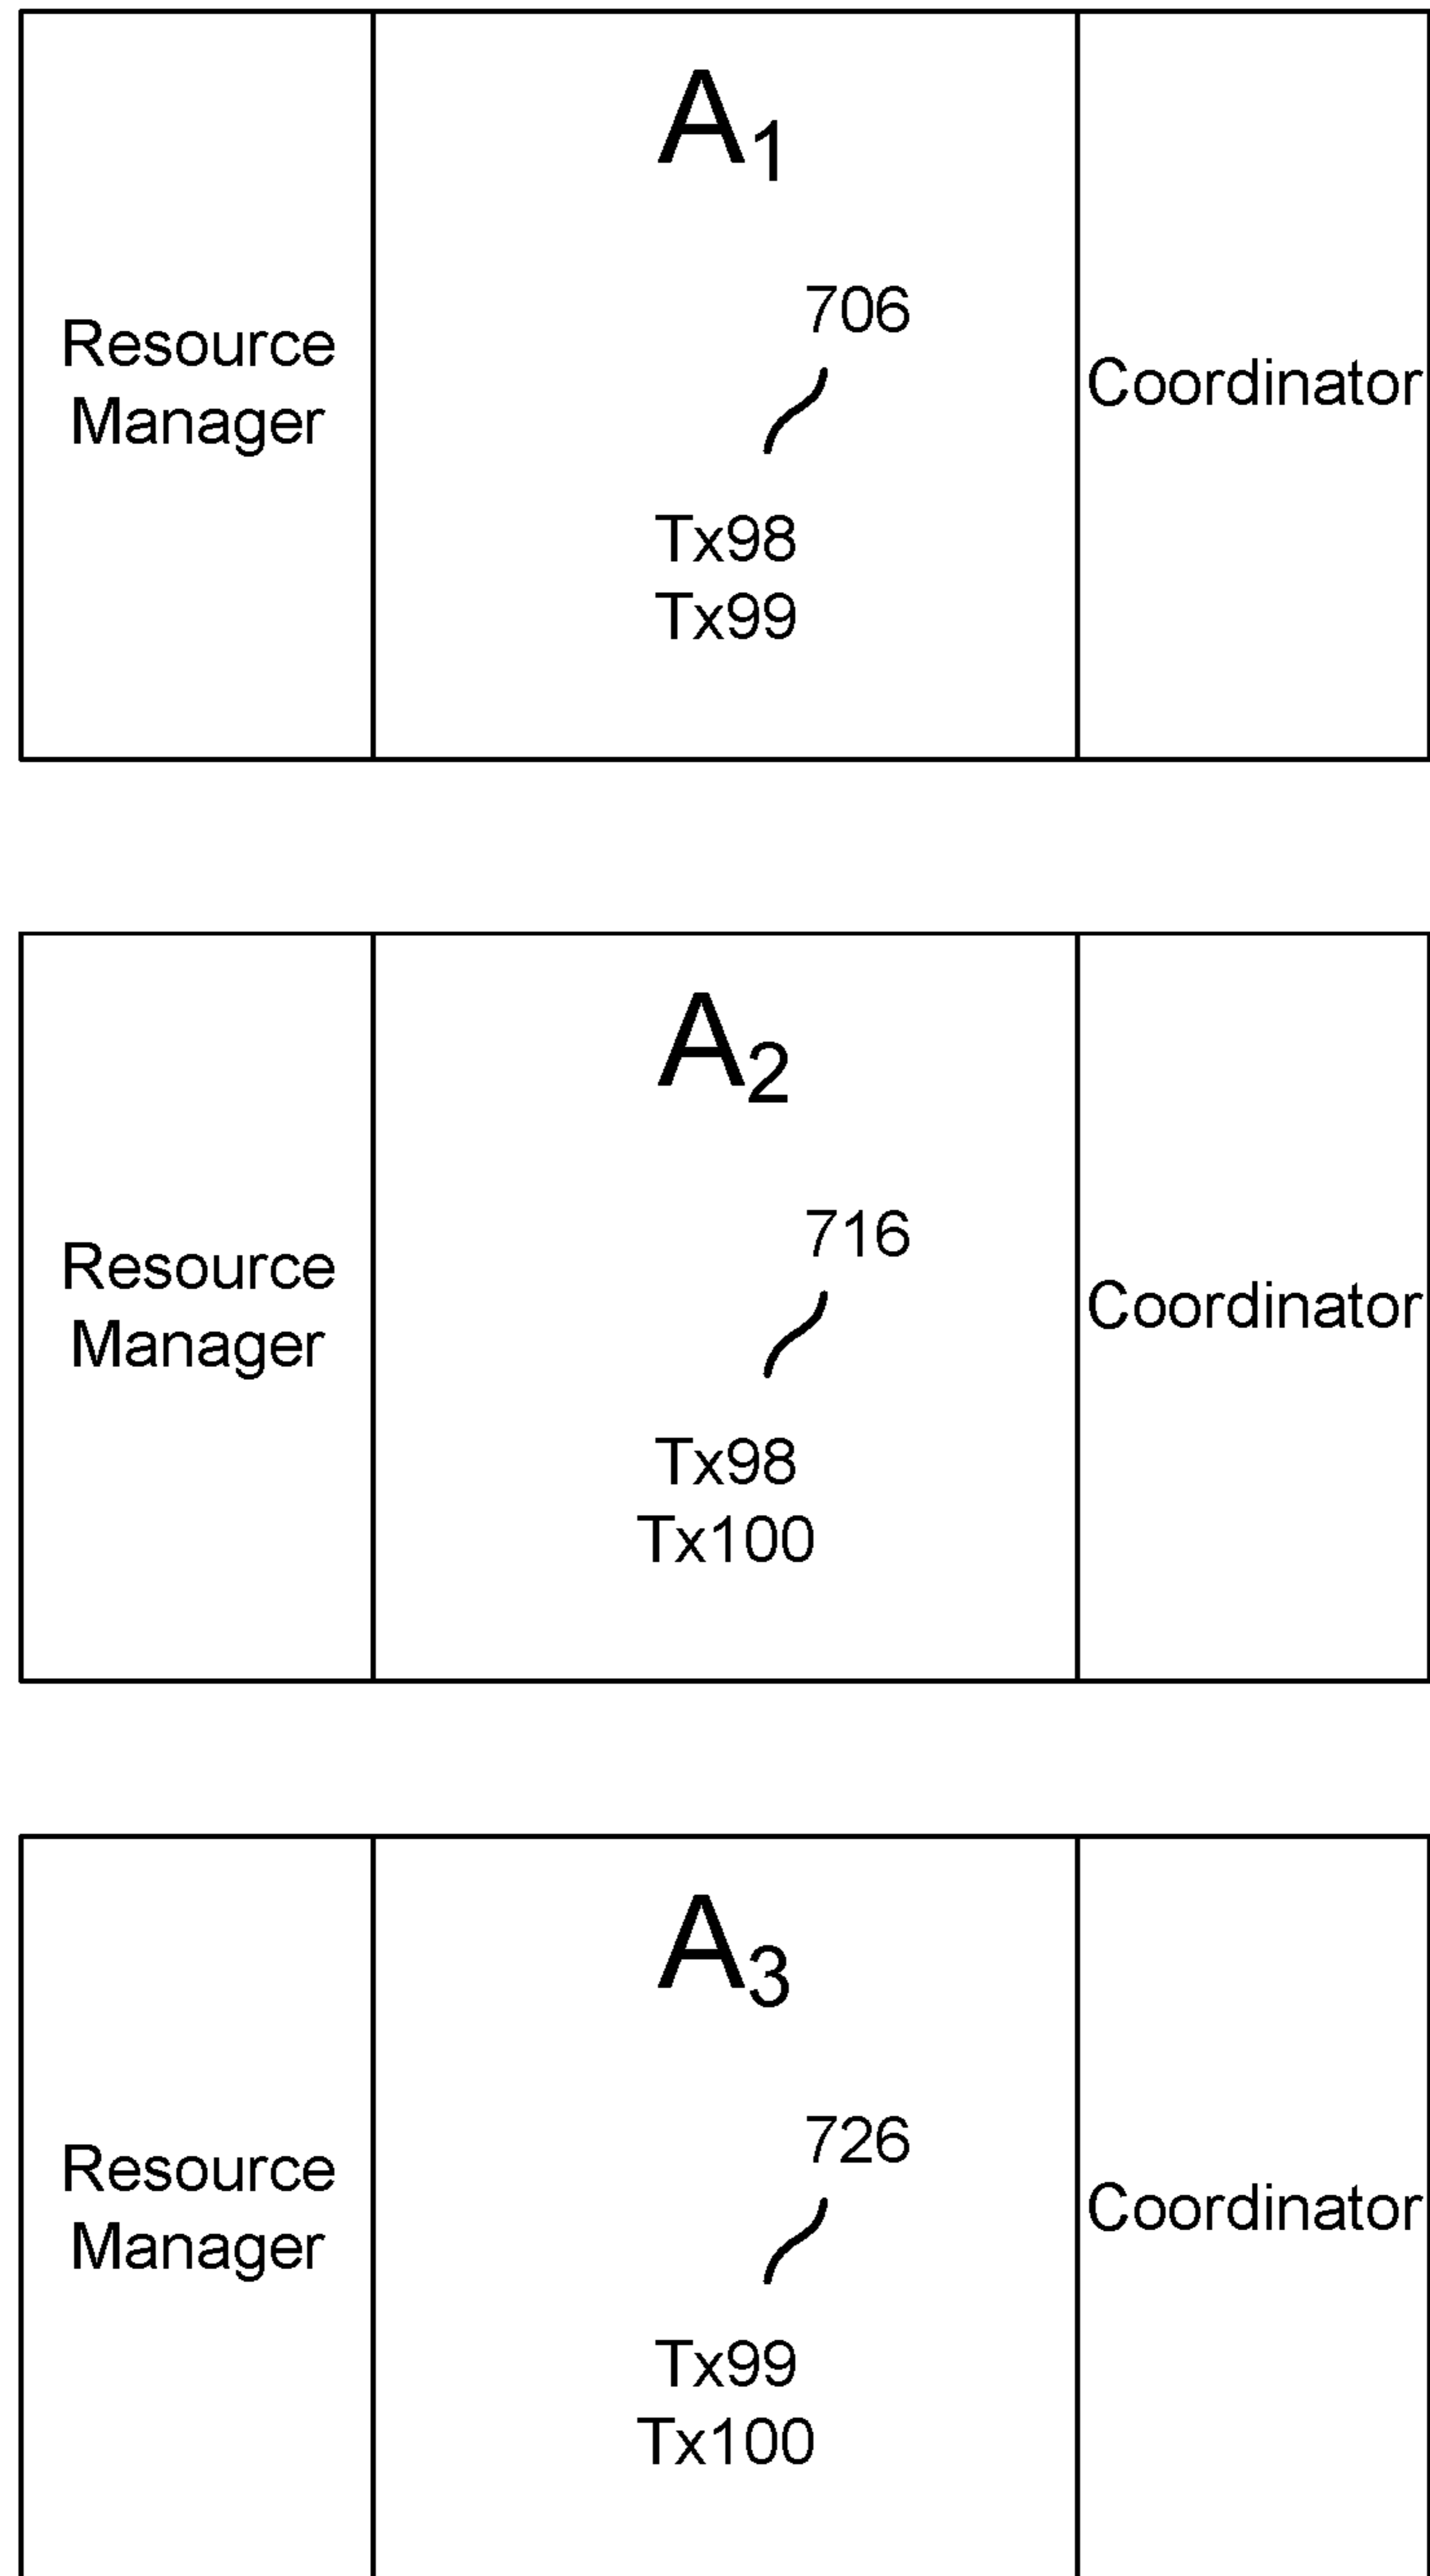 A1
706
Resource
Manager
Coordinator
Tx98
Tx99
A2
716
Resource
Manager
Coordinator
Tx98
Tx100
A3
726
Resource
Manager
Coordinator
Tx99
Tx100